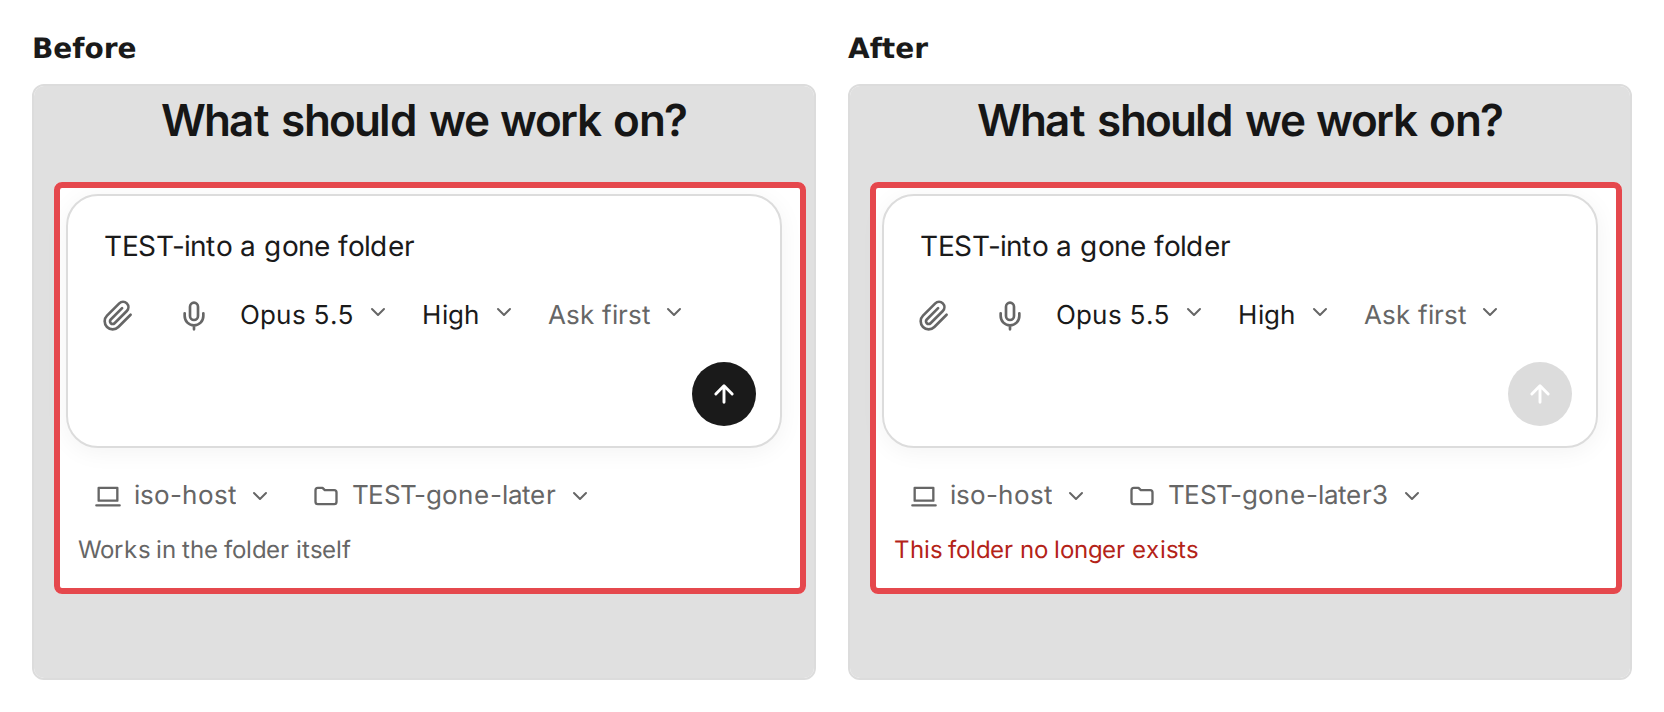 Before
What should we work on?
TEST-into a gone folder
Opus 5.5 High Ask first
iso-host TEST-gone-later
Works in the folder itself
After
What should we work on?
TEST-into a gone folder
Opus 5.5 High Ask first
iso-host TEST-gone-later3
This folder no longer exists